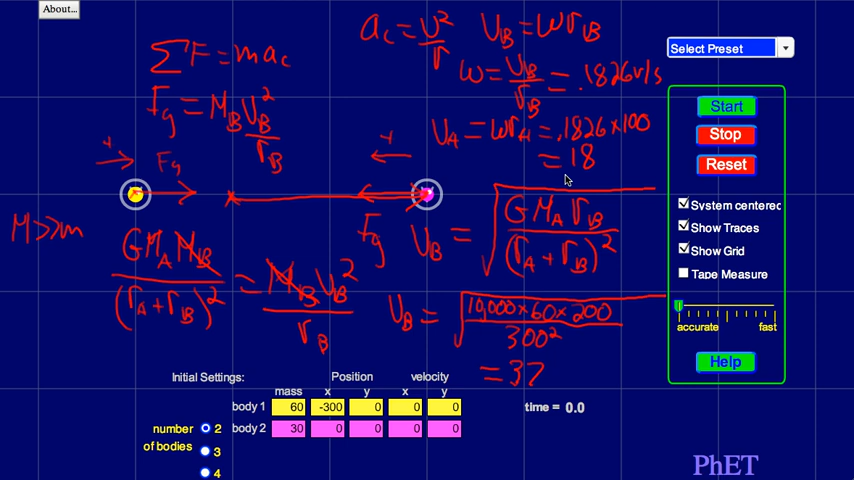 About...
ΣF = ma_c
F_g = M_B V_B² / r_B
a_c = v² / r
V_B = ω r_B
ω = V_B / r_B = .1826 r/s
V_A = ω r_A = .1826 × 100
= 18
+
F_g
+
M >> m
F_g
G M_A M_B / (r_A + r_B)² = M_B V_B² / r_B
V_B = √(G M_A r_B / (r_A + r_B)²)
V_B = √(10,000 × 60 × 200 / 300²)
= 37
Select Preset
Start
Stop
Reset
System centered
Show Traces
Show Grid
Tape Measure
accurate fast
Help
Initial Settings: Position velocity
mass x y x y
body 1 60 -300 0 0 0
body 2 30 0 0 0 0
number of bodies 2
3
4
time = 0.0
PhET